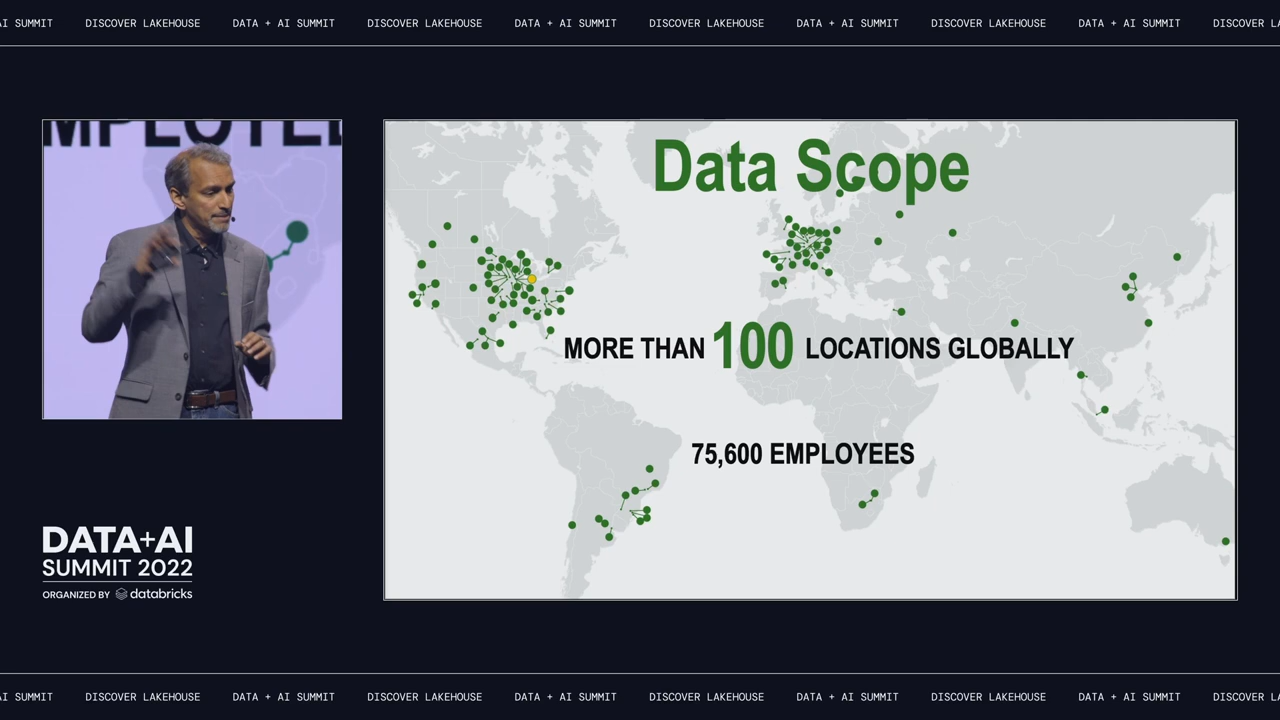 AI SUMMIT DISCOVER LAKEHOUSE DATA + AI SUMMIT DISCOVER LAKEHOUSE DATA + AI SUMMIT DISCOVER LAKEHOUSE DATA + AI SUMMIT DISCOVER LAKEHOUSE DATA + AI SUMMIT DISCOVER
Data Scope
MORE THAN 100 LOCATIONS GLOBALLY
75,600 EMPLOYEES
DATA+AI
SUMMIT 2022
ORGANIZED BY databricks
AI SUMMIT DISCOVER LAKEHOUSE DATA + AI SUMMIT DISCOVER LAKEHOUSE DATA + AI SUMMIT DISCOVER LAKEHOUSE DATA + AI SUMMIT DISCOVER LAKEHOUSE DATA + AI SUMMIT DISCOVER